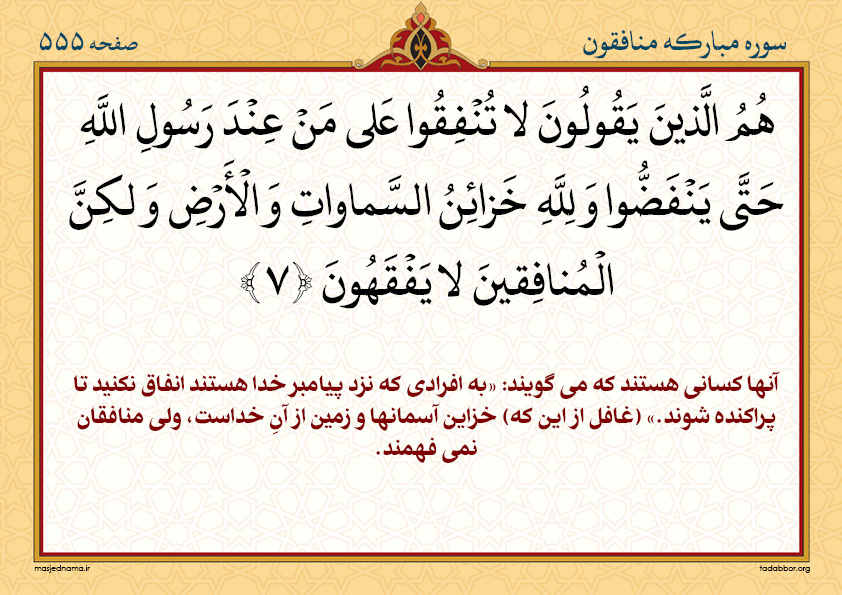 سوره مبارکه منافقون
صفحه ۵۵۵
هُمُ الَّذينَ يَقُولُونَ لا تُنْفِقُوا عَلى مَنْ عِنْدَ رَسُولِ اللَّهِ
حَتَّى يَنْفَضُّوا وَ لِلَّهِ خَزائِنُ السَّماواتِ وَ الْأَرْضِ وَ لكِنَّ
الْمُنافِقينَ لا يَفْقَهُونَ ﴿۷﴾
آنها کسانی هستند که می گویند: «به افرادی که نزد پیامبر خدا هستند انفاق نکنید تا
پراکنده شوند.» (غافل از این که) خزاین آسمانها و زمین از آنِ خداست، ولی منافقان
نمی فهمند.
masjednama.ir
tadabbor.org